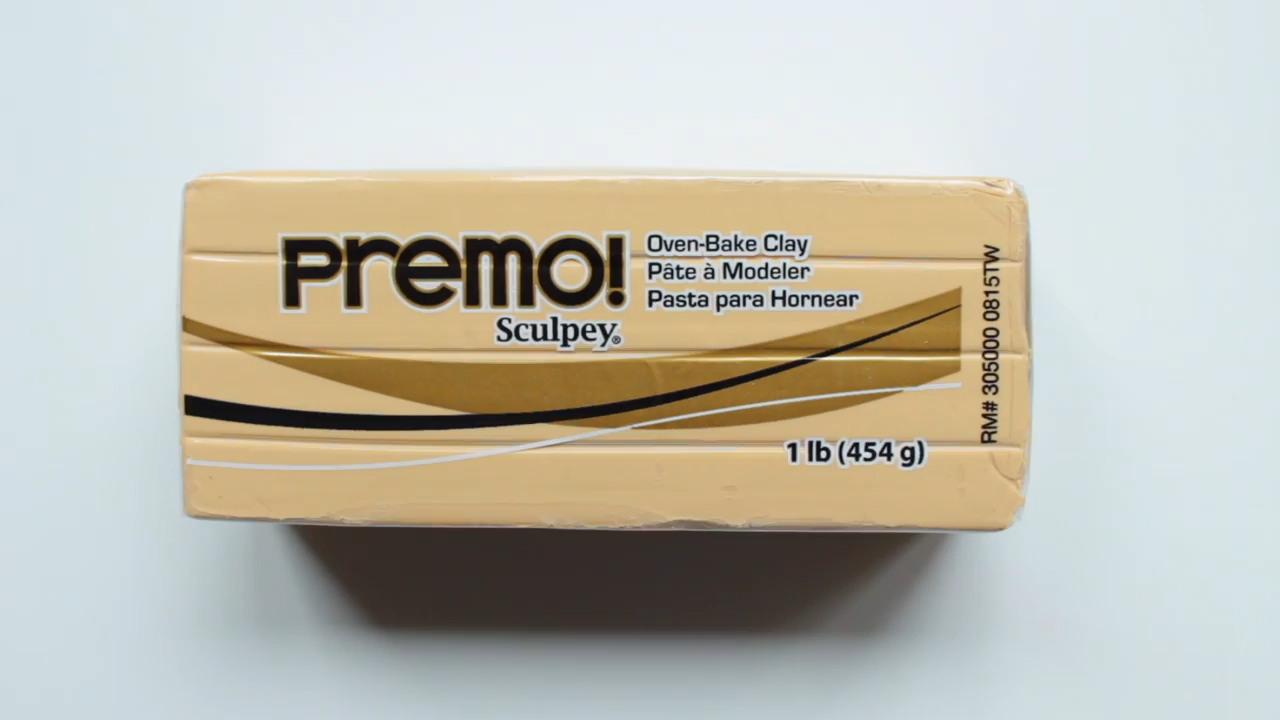 Premo!
Sculpey®
Oven-Bake Clay
Pâte à Modeler
Pasta para Hornear
1 lb (454 g)
RM# 305000 0815TW